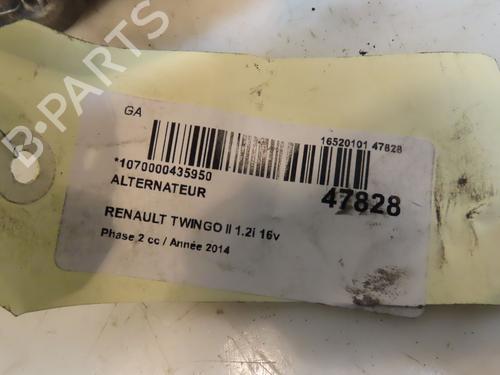 GA
16520101 47828
*1070000435950
47828
ALTERNATEUR
RENAULT TWINGO II 1.2i 16v
Phase 2 cc / Année 2014
B-PARTS